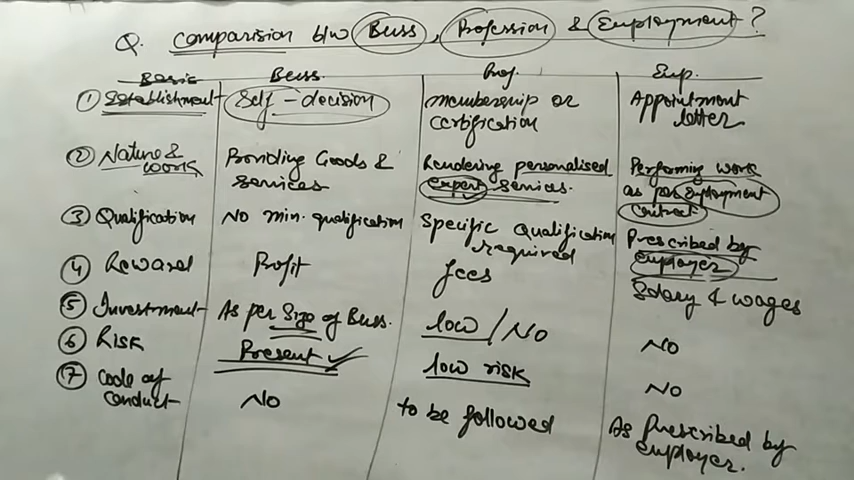 Q. comparision b/w Buss, Profession & Employment?
Basic Buss. Prof. Emp.
① Establishment Self-decision membership or Appointment
certification letter
② Nature & Providing Goods & Rendering personalised Performing work
work Services expert services. as per employment
contract
③ Qualification No min. qualification Specific Qualification Prescribed by
required employer
④ Reward Profit fees Salary & wages
⑤ Investment As per Size of Buss. low/No No
⑥ Risk Present low risk No
⑦ Code of No to be followed As prescribed by
conduct employer.